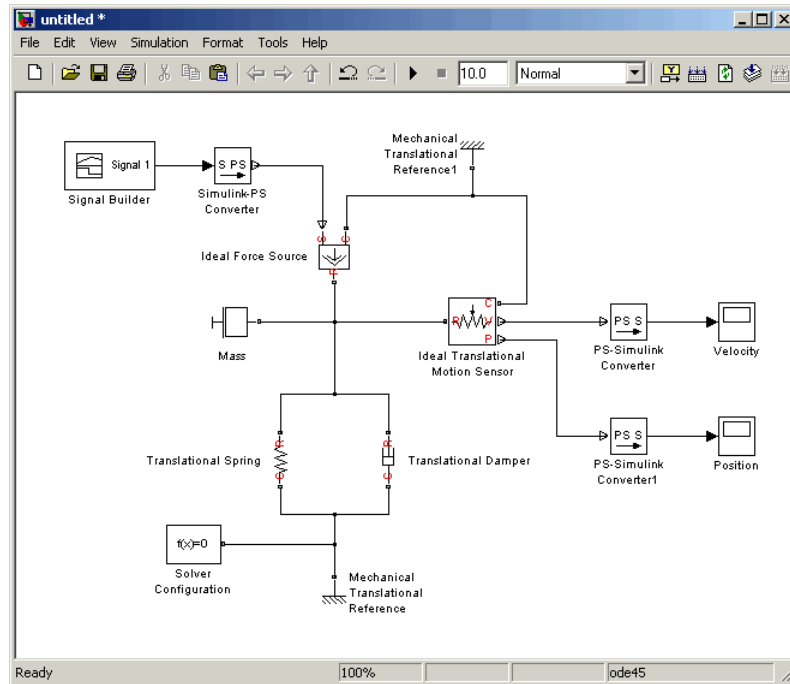 untitled *
File Edit View Simulation Format Tools Help
10.0 Normal
Mechanical
Translational
Reference1
Signal 1
Signal Builder
S PS
Simulink-PS
Converter
S C
Ideal Force Source
R
Mass
R C V P
Ideal Translational
Motion Sensor
PS S
PS-Simulink
Converter
Velocity
R
C
Translational Spring
R
C
Translational Damper
PS S
PS-Simulink
Converter1
Position
f(x)=0
Solver
Configuration
Mechanical
Translational
Reference
Ready 100% ode45